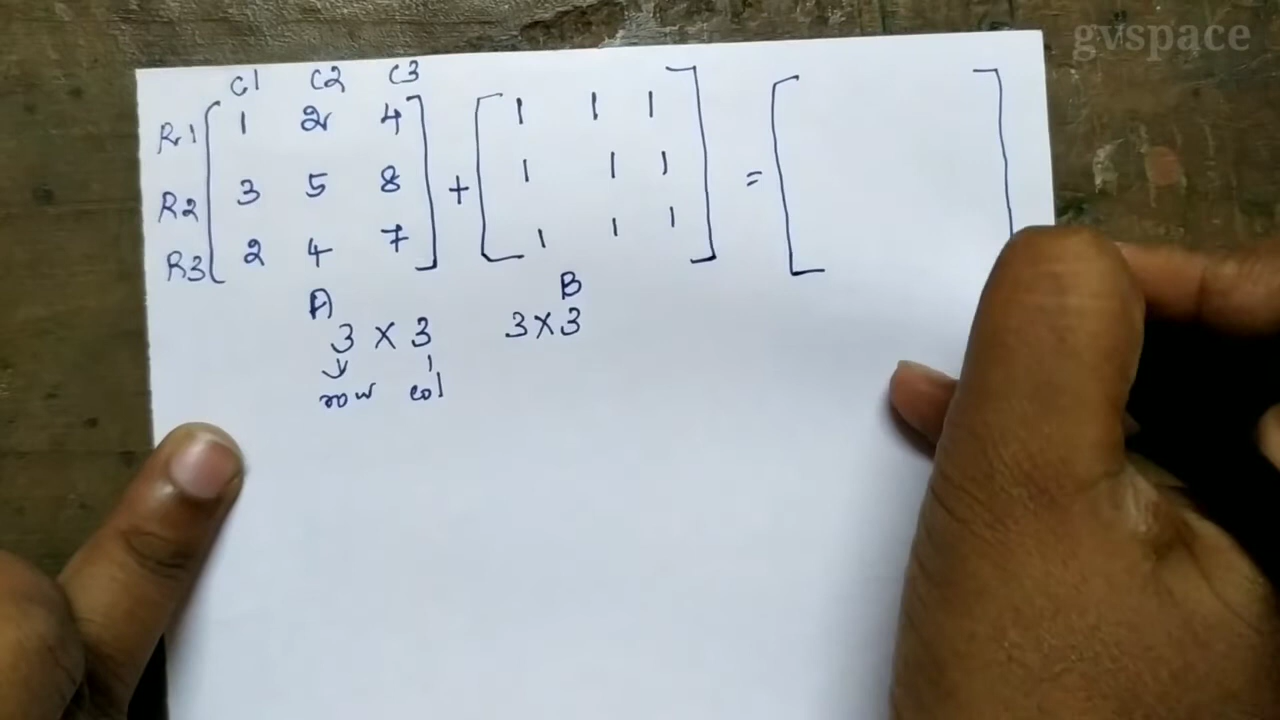 gvspace
C1 C2 C3
R1 [ 1 2 4 ] + [ 1 1 1 ] = [ ]
R2 3 5 8 1 1 1
R3 2 4 7 1 1 1
A B
3 X 3 3 X 3
↓
row col